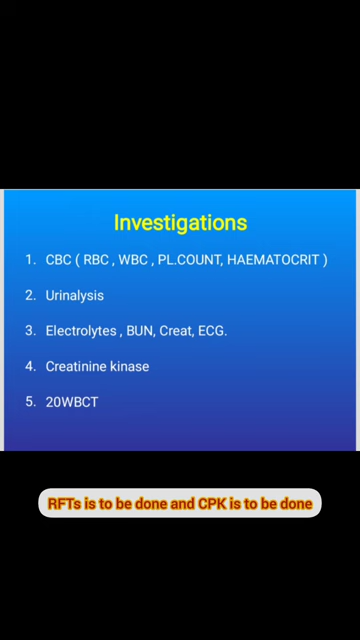 Investigations
1. CBC ( RBC , WBC , PL.COUNT, HAEMATOCRIT )
2. Urinalysis
3. Electrolytes , BUN, Creat, ECG.
4. Creatinine kinase
5. 20WBCT
RFTs is to be done and CPK is to be done